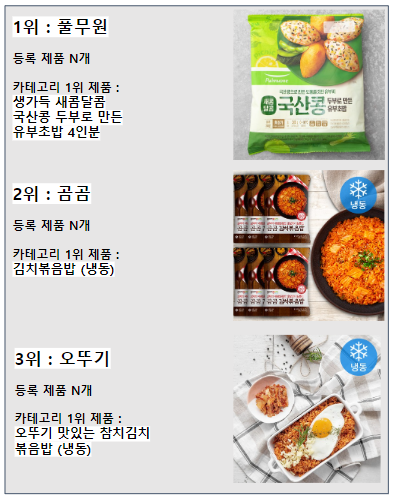 1위 : 풀무원
등록 제품 N개
카테고리 1위 제품 :
생가득 새콤달콤
국산콩 두부로 만든
유부초밥 4인분
Pulmuone
새콤달콤
국산콩
두부로 만든
유부초밥
2위 : 곰곰
등록 제품 N개
카테고리 1위 제품 :
김치볶음밥 (냉동)
냉동
곰곰 김치볶음밥
3위 : 오뚜기
등록 제품 N개
카테고리 1위 제품 :
오뚜기 맛있는 참치김치
볶음밥 (냉동)
냉동